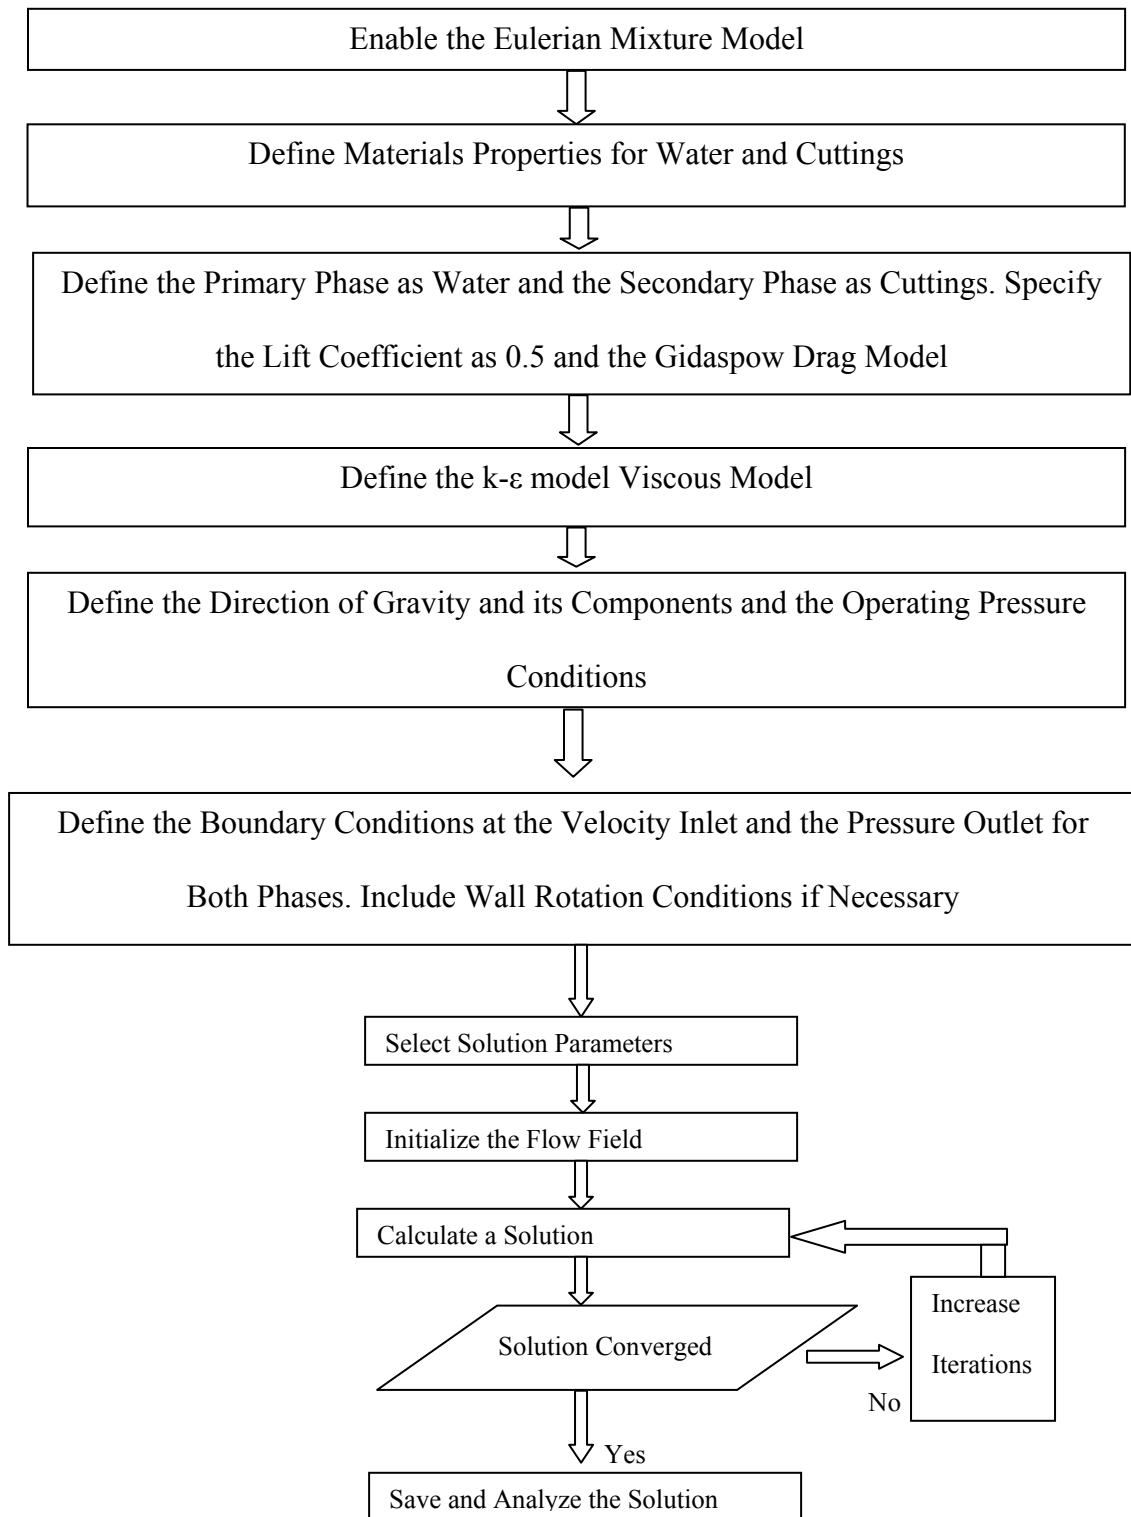 Enable the Eulerian Mixture Model
Define Materials Properties for Water and Cuttings
Define the Primary Phase as Water and the Secondary Phase as Cuttings. Specify
the Lift Coefficient as 0.5 and the Gidaspow Drag Model
Define the k-ε model Viscous Model
Define the Direction of Gravity and its Components and the Operating Pressure
Conditions
Define the Boundary Conditions at the Velocity Inlet and the Pressure Outlet for
Both Phases. Include Wall Rotation Conditions if Necessary
Select Solution Parameters
Initialize the Flow Field
Calculate a Solution
Increase
Iterations
Solution Converged
No
Yes
Save and Analyze the Solution